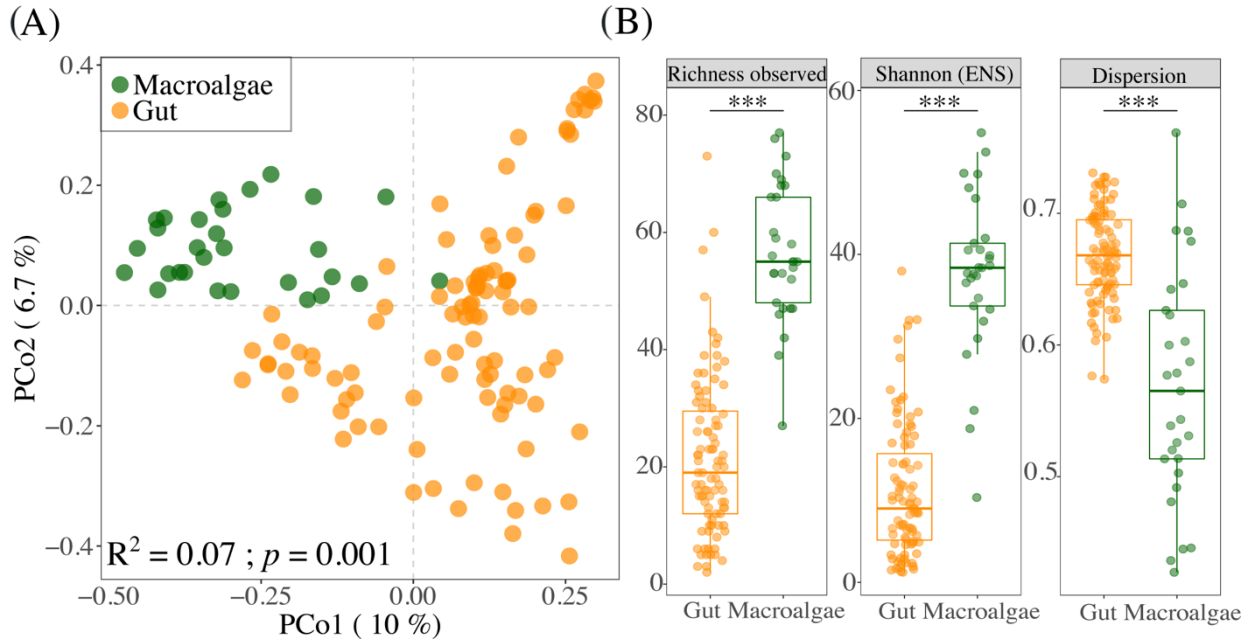 (A)
Macroalgae
Gut
0.4
0.2
0.0
−0.2
−0.4
PCo2 ( 6.7 %)
R² = 0.07 ; p = 0.001
−0.50
−0.25
0.00
0.25
PCo1 ( 10 %)
(B)
Richness observed
***
80
60
40
20
0
Gut Macroalgae
Shannon (ENS)
***
60
40
20
0
Gut Macroalgae
Dispersion
***
0.7
0.6
0.5
Gut Macroalgae